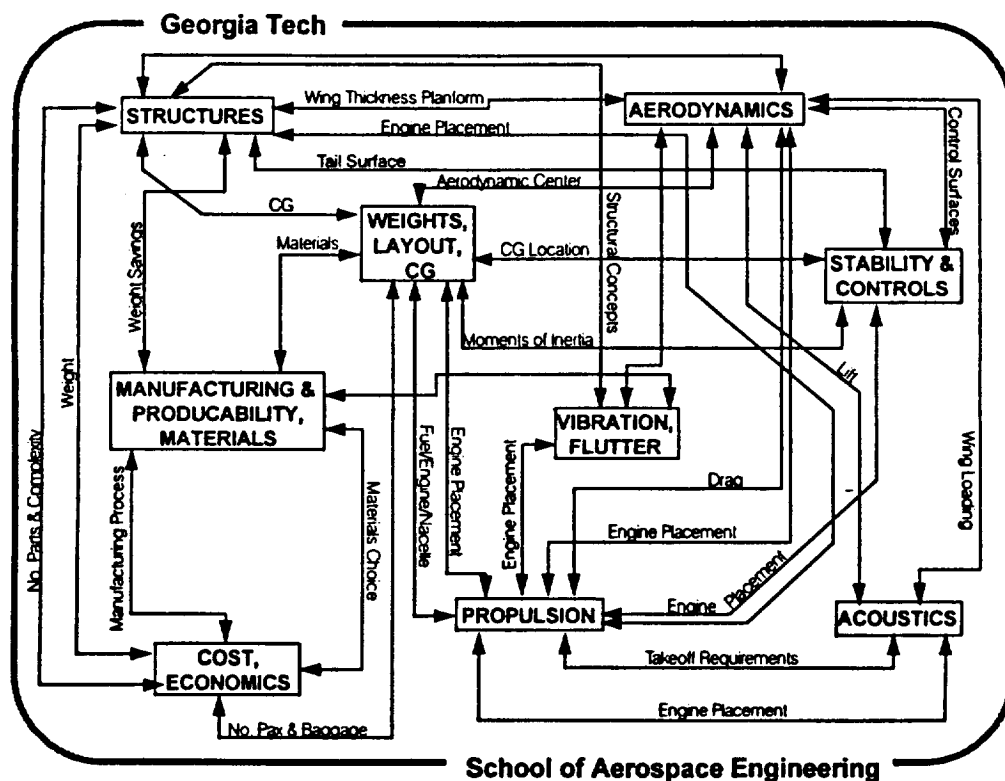 Georgia Tech
STRUCTURES
Wing Thickness Planform
AERODYNAMICS
Engine Placement
Tail Surface
Control Surfaces
Aerodynamic Center
CG
WEIGHTS,
LAYOUT,
CG
Structural Concepts
Materials
CG Location
STABILITY &
CONTROLS
Weight Savings
Moments of Inertia
Weight
MANUFACTURING &
PRODUCABILITY,
MATERIALS
Lift
VIBRATION,
FLUTTER
No. Parts & Complexity
Manufacturing Process
Materials Choice
Fuel/Engine/Nacelle
Engine Placement
Engine Placement
Drag
Wing Loading
Engine Placement
PROPULSION
Engine Placement
ACOUSTICS
COST,
ECONOMICS
Takeoff Requirements
Engine Placement
No. Pax & Baggage
School of Aerospace Engineering